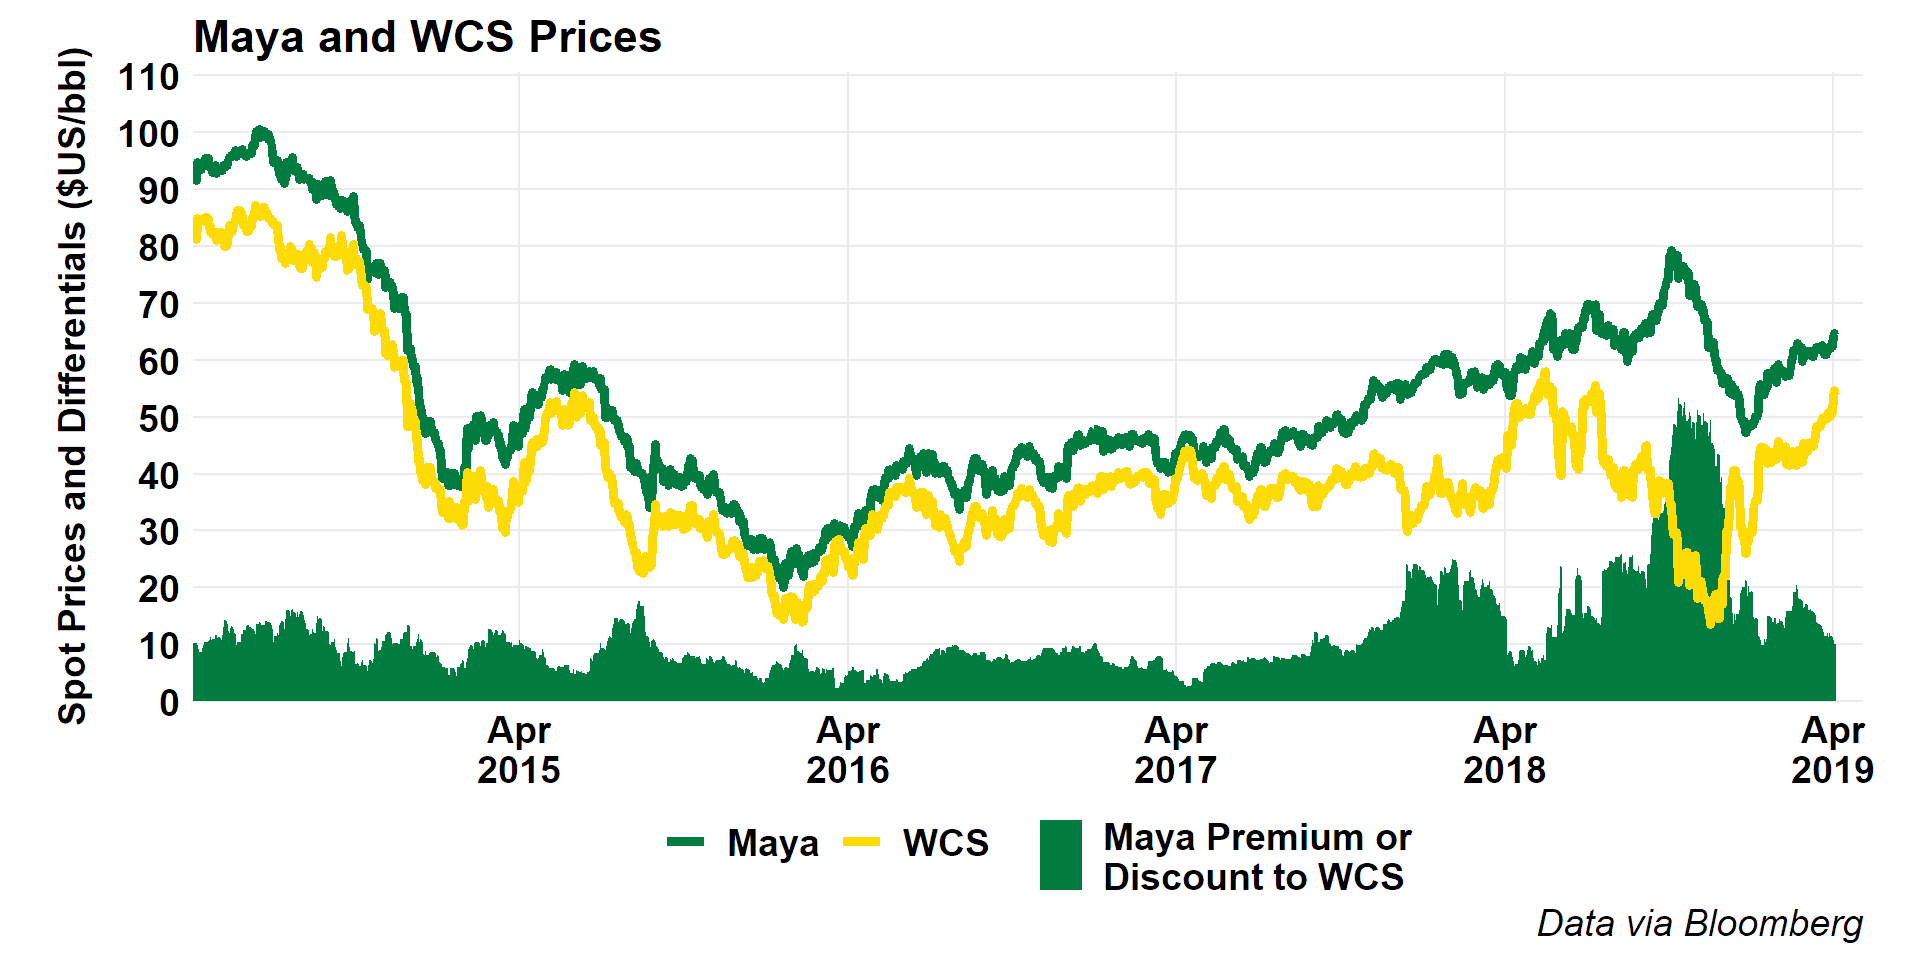 Maya and WCS Prices
Spot Prices and Differentials ($US/bbl)
110
100
90
80
70
60
50
40
30
20
10
0
Apr 2015
Apr 2016
Apr 2017
Apr 2018
Apr 2019
Maya
WCS
Maya Premium or
Discount to WCS
Data via Bloomberg